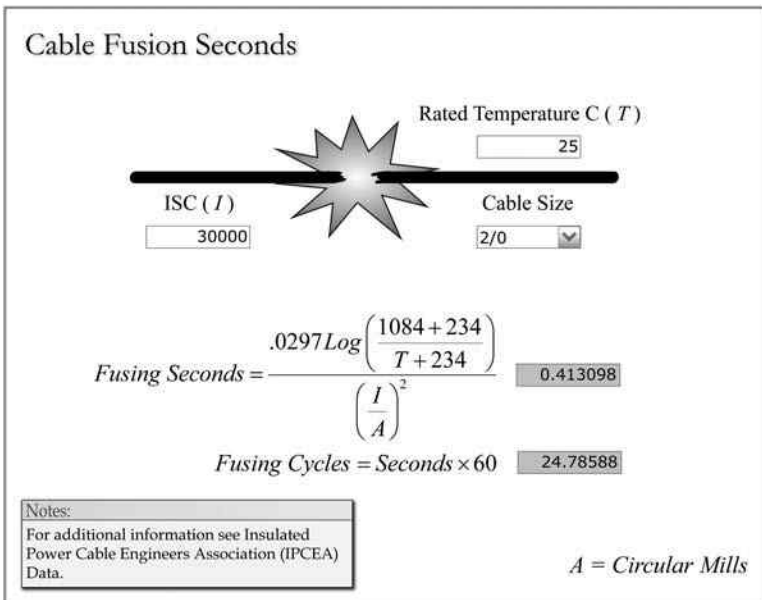 Cable Fusion Seconds
Rated Temperature C ( T )
25
ISC ( I )
30000
Cable Size
2/0
Fusing Seconds = .0297Log((1084 + 234)/(T + 234)) / (I/A)² 0.413098
Fusing Cycles = Seconds × 60 24.78588
Notes:
For additional information see Insulated
Power Cable Engineers Association (IPCEA)
Data.
A = Circular Mills